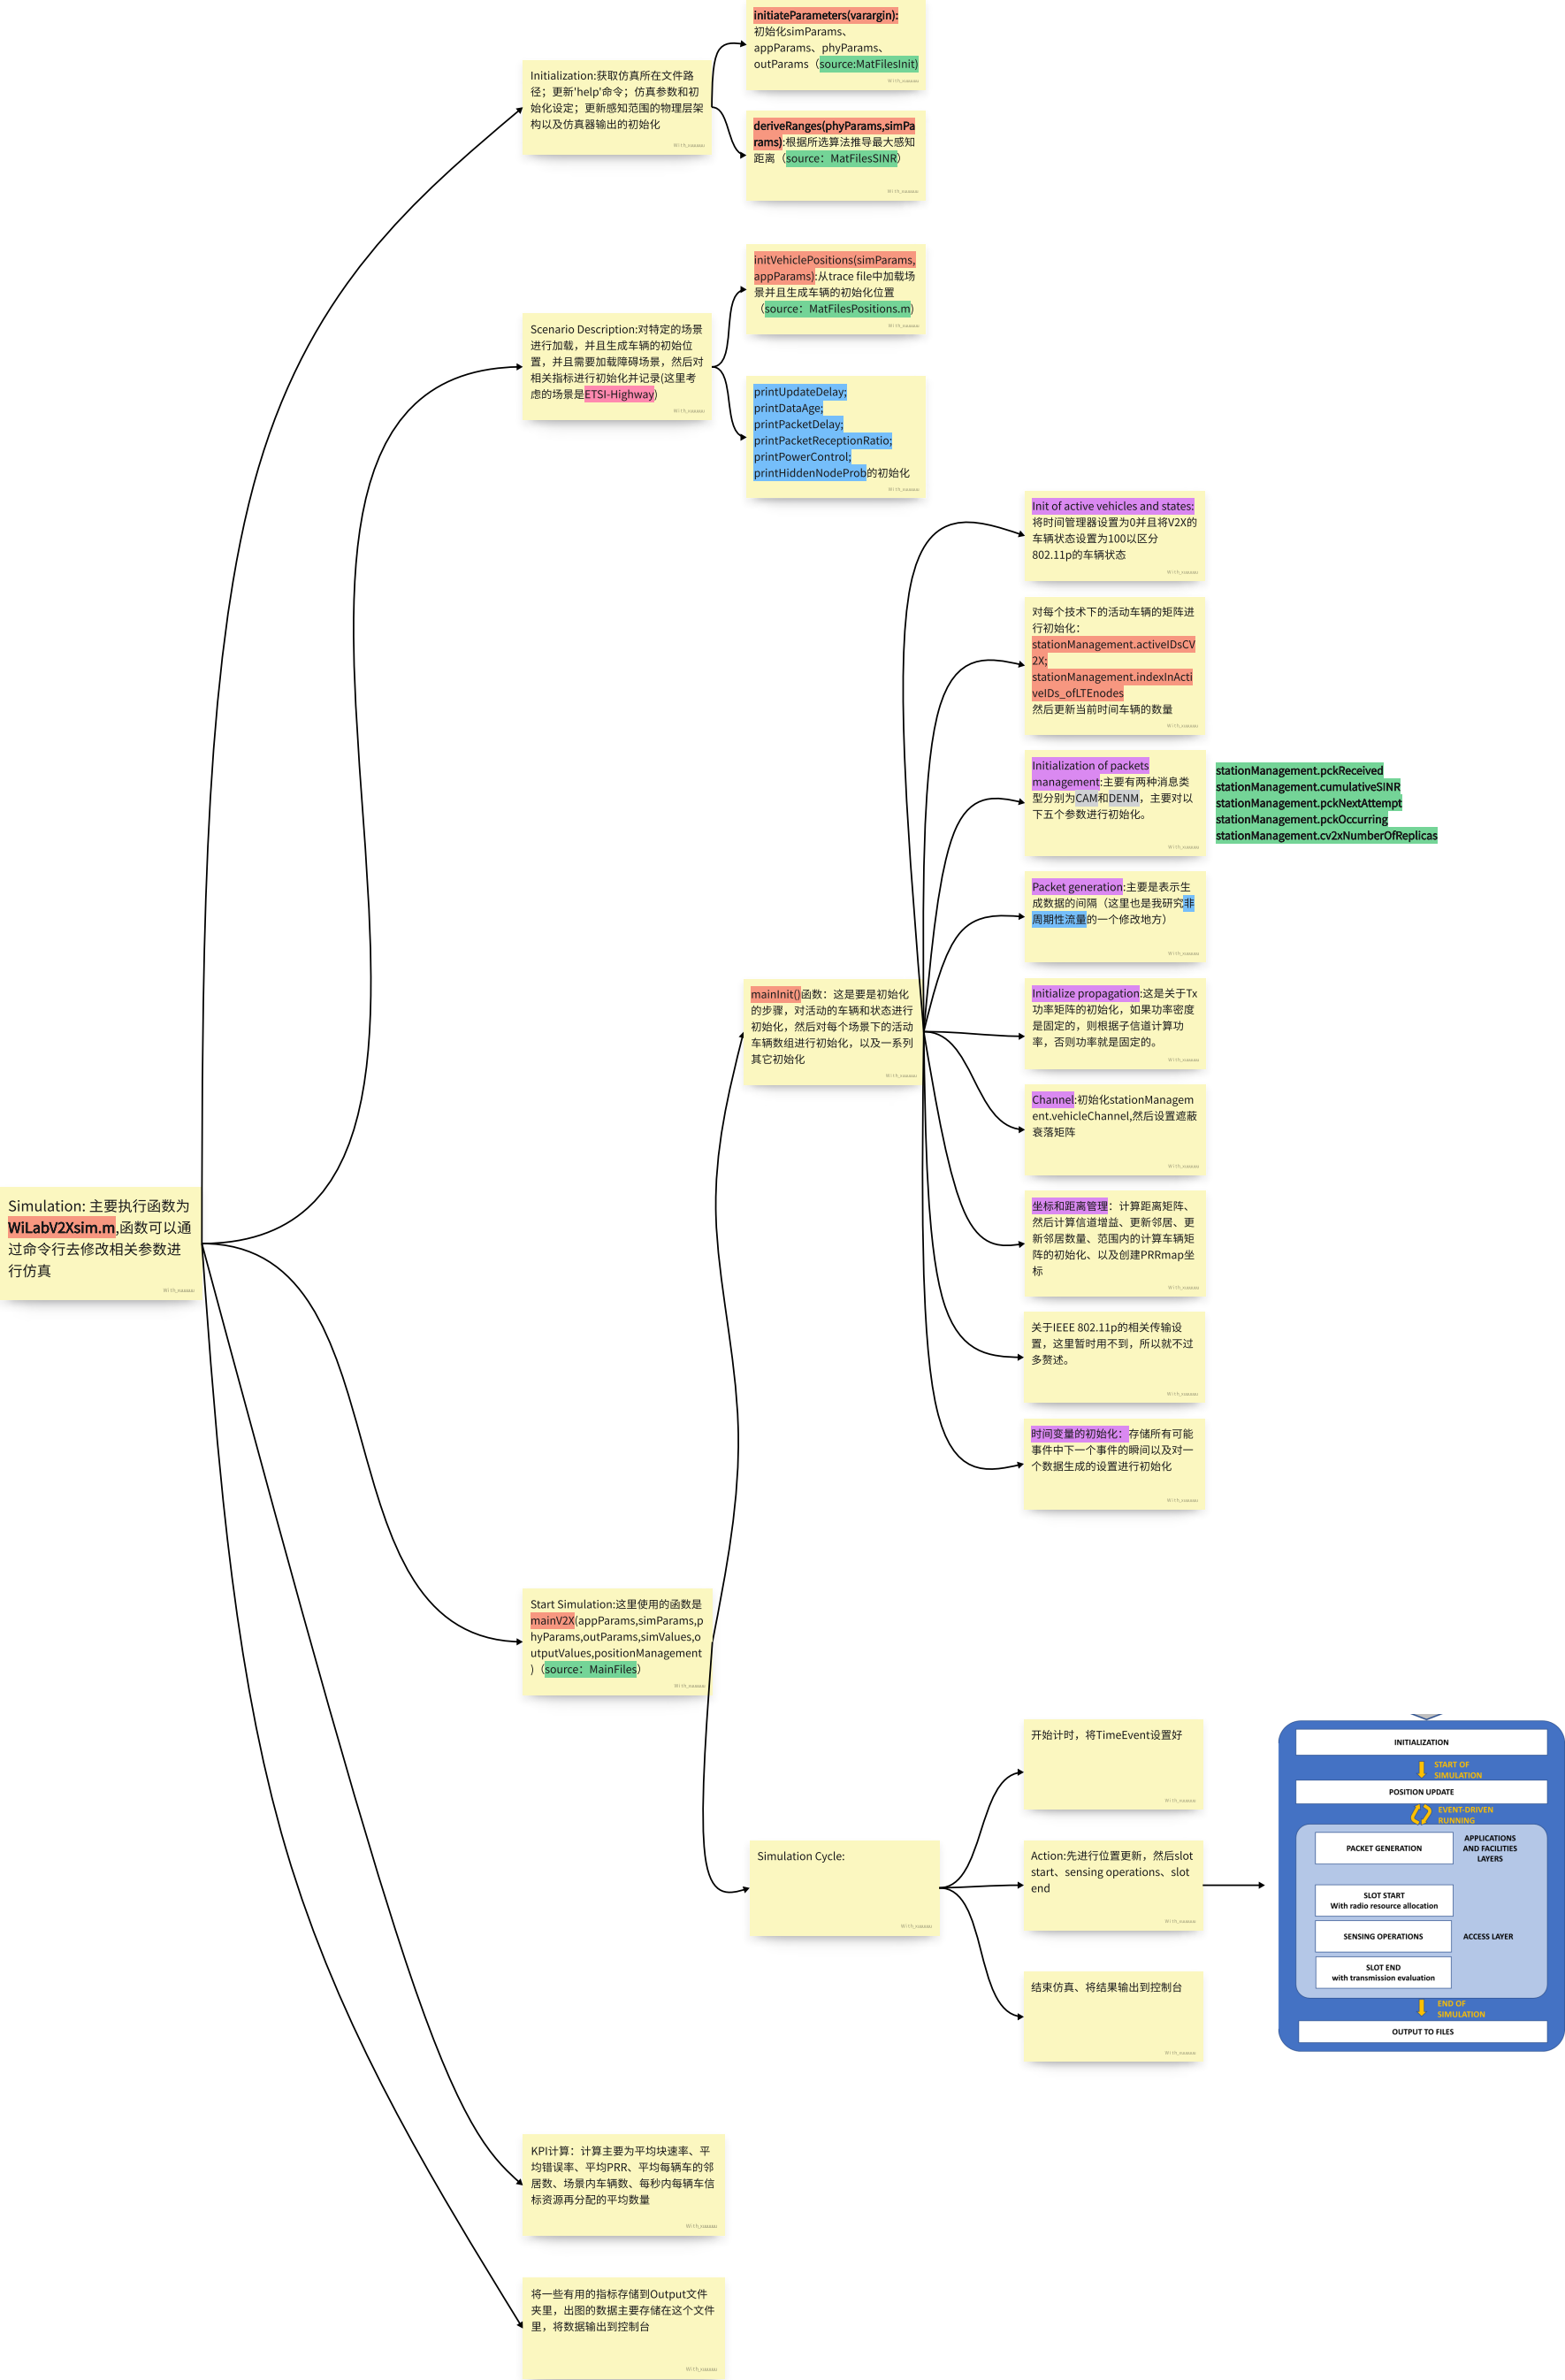 initiateParameters(varargin):
初始化simParams、
appParams、phyParams、
outParams（source:MatFilesInit)
Initialization:获取仿真所在文件路
径；更新'help'命令；仿真参数和初
始化设定；更新感知范围的物理层架
构以及仿真器输出的初始化
deriveRanges(phyParams,simPa
rams):根据所选算法推导最大感知
距离（source：MatFilesSINR）
initVehiclePositions(simParams,
appParams):从trace file中加载场
景并且生成车辆的初始化位置
（source：MatFilesPositions.m)
Scenario Description:对特定的场景
进行加载，并且生成车辆的初始位
置，并且需要加载障碍场景，然后对
相关指标进行初始化并记录(这里考
虑的场景是ETSI-Highway)
printUpdateDelay;
printDataAge;
printPacketDelay;
printPacketReceptionRatio;
printPowerControl;
printHiddenNodeProb的初始化
Init of active vehicles and states:
将时间管理器设置为0并且将V2X的
车辆状态设置为100以区分
802.11p的车辆状态
对每个技术下的活动车辆的矩阵进
行初始化：
stationManagement.activeIDsCV
2X;
stationManagement.indexInActi
veIDs_ofLTEnodes
然后更新当前时间车辆的数量
Initialization of packets
management:主要有两种消息类
型分别为CAM和DENM，主要对以
下五个参数进行初始化。
stationManagement.pckReceived
stationManagement.cumulativeSINR
stationManagement.pckNextAttempt
stationManagement.pckOccurring
stationManagement.cv2xNumberOfReplicas
Packet generation:主要是表示生
成数据的间隔（这里也是我研究非
周期性流量的一个修改地方）
mainInit()函数：这是要是初始化
的步骤，对活动的车辆和状态进行
初始化，然后对每个场景下的活动
车辆数组进行初始化，以及一系列
其它初始化
Initialize propagation:这是关于Tx
功率矩阵的初始化，如果功率密度
是固定的，则根据子信道计算功
率，否则功率就是固定的。
Channel:初始化stationManagem
ent.vehicleChannel,然后设置遮蔽
衰落矩阵
坐标和距离管理：计算距离矩阵、
然后计算信道增益、更新邻居、更
新邻居数量、范围内的计算车辆矩
阵的初始化、以及创建PRRmap坐
标
Simulation: 主要执行函数为
WiLabV2Xsim.m,函数可以通
过命令行去修改相关参数进
行仿真
关于IEEE 802.11p的相关传输设
置，这里暂时用不到，所以就不过
多赘述。
时间变量的初始化：存储所有可能
事件中下一个事件的瞬间以及对一
个数据生成的设置进行初始化
Start Simulation:这里使用的函数是
mainV2X(appParams,simParams,p
hyParams,outParams,simValues,o
utputValues,positionManagement
)（source：MainFiles）
开始计时，将TimeEvent设置好
Simulation Cycle:
Action:先进行位置更新，然后slot
start、sensing operations、slot
end
结束仿真、将结果输出到控制台
INITIALIZATION
START OF
SIMULATION
POSITION UPDATE
EVENT-DRIVEN
RUNNING
PACKET GENERATION
APPLICATIONS
AND FACILITIES
LAYERS
SLOT START
With radio resource allocation
SENSING OPERATIONS
ACCESS LAYER
SLOT END
with transmission evaluation
END OF
SIMULATION
OUTPUT TO FILES
KPI计算：计算主要为平均块速率、平
均错误率、平均PRR、平均每辆车的邻
居数、场景内车辆数、每秒内每辆车信
标资源再分配的平均数量
将一些有用的指标存储到Output文件
夹里，出图的数据主要存储在这个文件
里，将数据输出到控制台